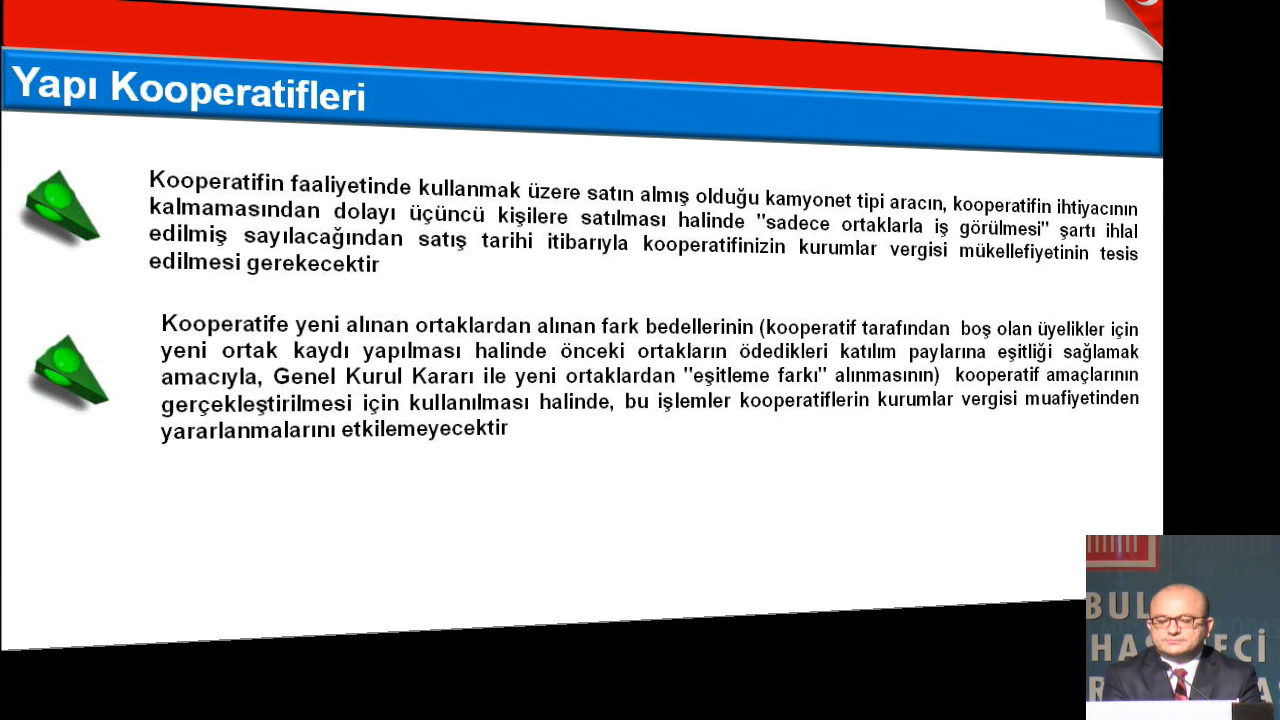 Yapı Kooperatifleri
Kooperatifin faaliyetinde kullanmak üzere satın almış olduğu kamyonet tipi aracın, kooperatifin ihtiyacının
kalmamasından dolayı üçüncü kişilere satılması halinde "sadece ortaklarla iş görülmesi" şartı ihlal
edilmiş sayılacağından satış tarihi itibarıyla kooperatifinizin kurumlar vergisi mükellefiyetinin tesis
edilmesi gerekecektir
Kooperatife yeni alınan ortaklardan alınan fark bedellerinin (kooperatif tarafından boş olan üyelikler için
yeni ortak kaydı yapılması halinde önceki ortakların ödedikleri katılım paylarına eşitliği sağlamak
amacıyla, Genel Kurul Kararı ile yeni ortaklardan "eşitleme farkı" alınmasının) kooperatif amaçlarının
gerçekleştirilmesi için kullanılması halinde, bu işlemler kooperatiflerin kurumlar vergisi muafiyetinden
yararlanmalarını etkilemeyecektir
BUL